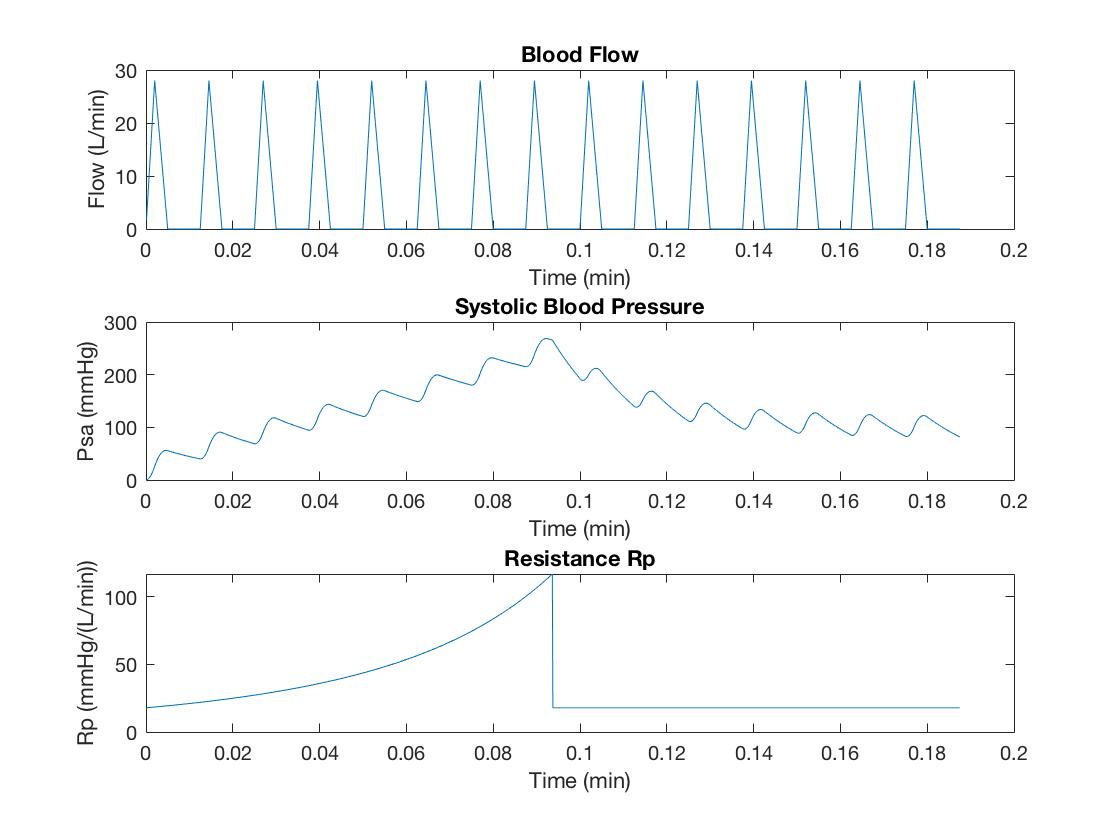 Blood Flow
30
20
10
0
Flow (L/min)
0 0.02 0.04 0.06 0.08 0.1 0.12 0.14 0.16 0.18 0.2
Time (min)
Systolic Blood Pressure
300
200
100
0
Psa (mmHg)
0 0.02 0.04 0.06 0.08 0.1 0.12 0.14 0.16 0.18 0.2
Time (min)
Resistance Rp
100
50
0
Rp (mmHg/(L/min))
0 0.02 0.04 0.06 0.08 0.1 0.12 0.14 0.16 0.18 0.2
Time (min)